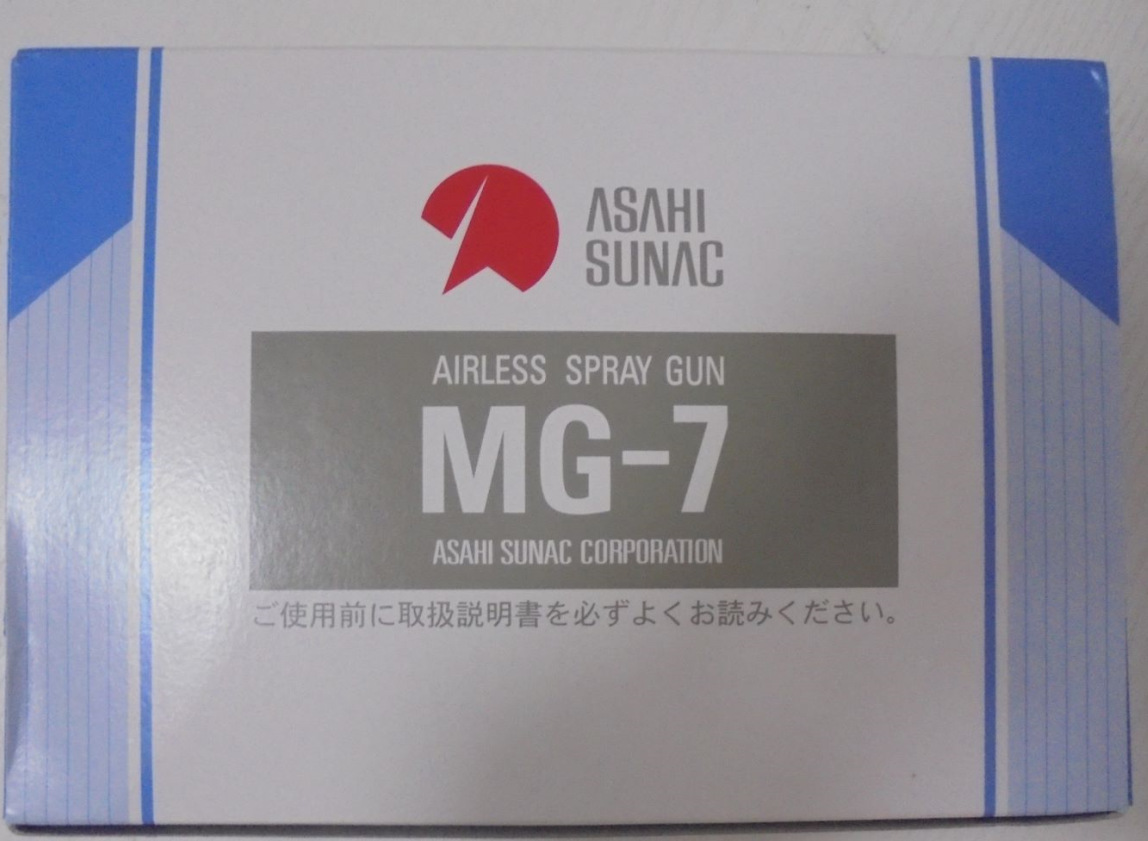 ASAHI
SUNAC
AIRLESS SPRAY GUN
MG-7
ASAHI SUNAC CORPORATION
ご使用前に取扱説明書を必ずよくお読みください。